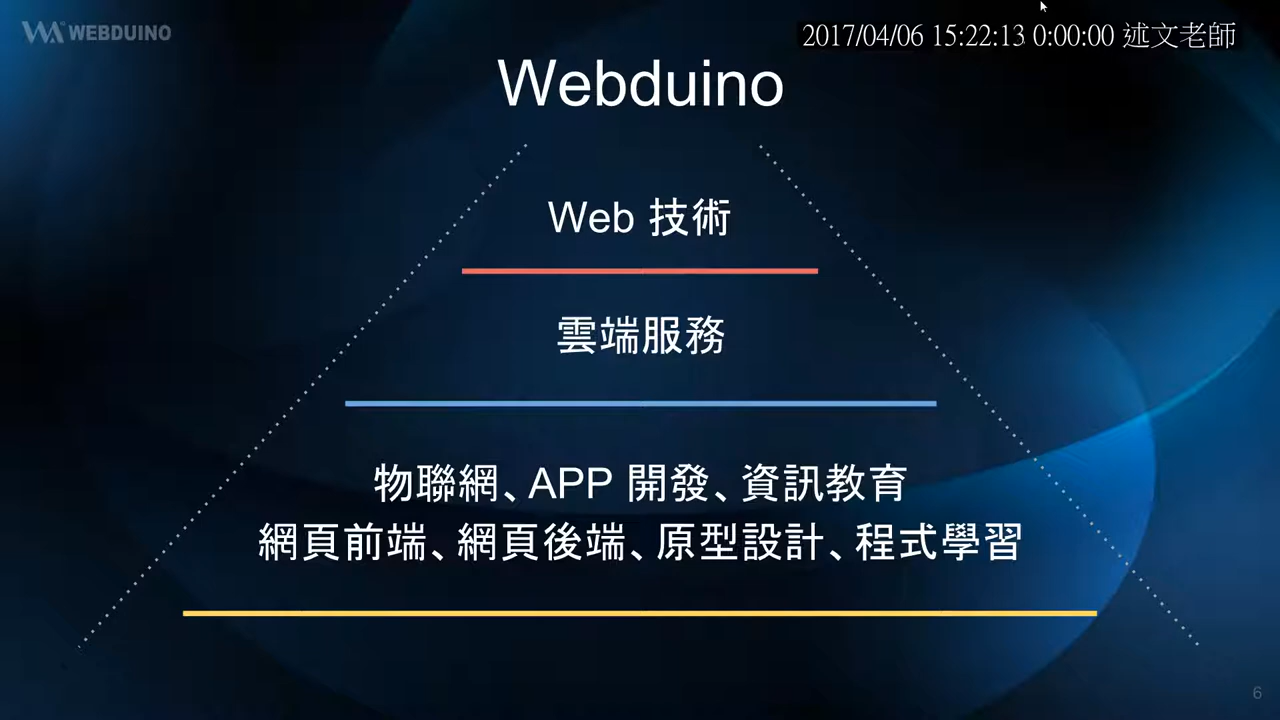 WEBDUINO
2017/04/06 15:22:13 0:00:00 述文老師
Webduino
Web 技術
雲端服務
物聯網、APP 開發、資訊教育
網頁前端、網頁後端、原型設計、程式學習
6